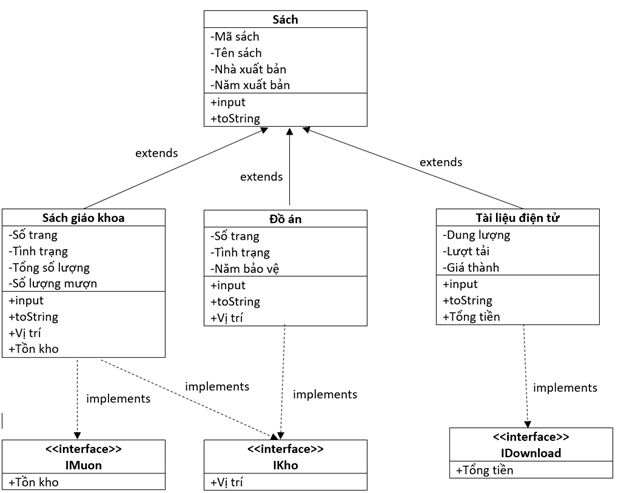 Sách
-Mã sách
-Tên sách
-Nhà xuất bản
-Năm xuất bản
+input
+toString
extends
extends
extends
Sách giáo khoa
-Số trang
-Tình trạng
-Tổng số lượng
-Số lượng mượn
+input
+toString
+Vị trí
+Tồn kho
Đồ án
-Số trang
-Tình trạng
-Năm bảo vệ
+input
+toString
+Vị trí
Tài liệu điện tử
-Dung lượng
-Lượt tải
-Giá thành
+input
+toString
+Tổng tiền
implements
implements
implements
implements
<<interface>>
IMuon
+Tồn kho
<<interface>>
IKho
+Vị trí
<<interface>>
IDownload
+Tổng tiền